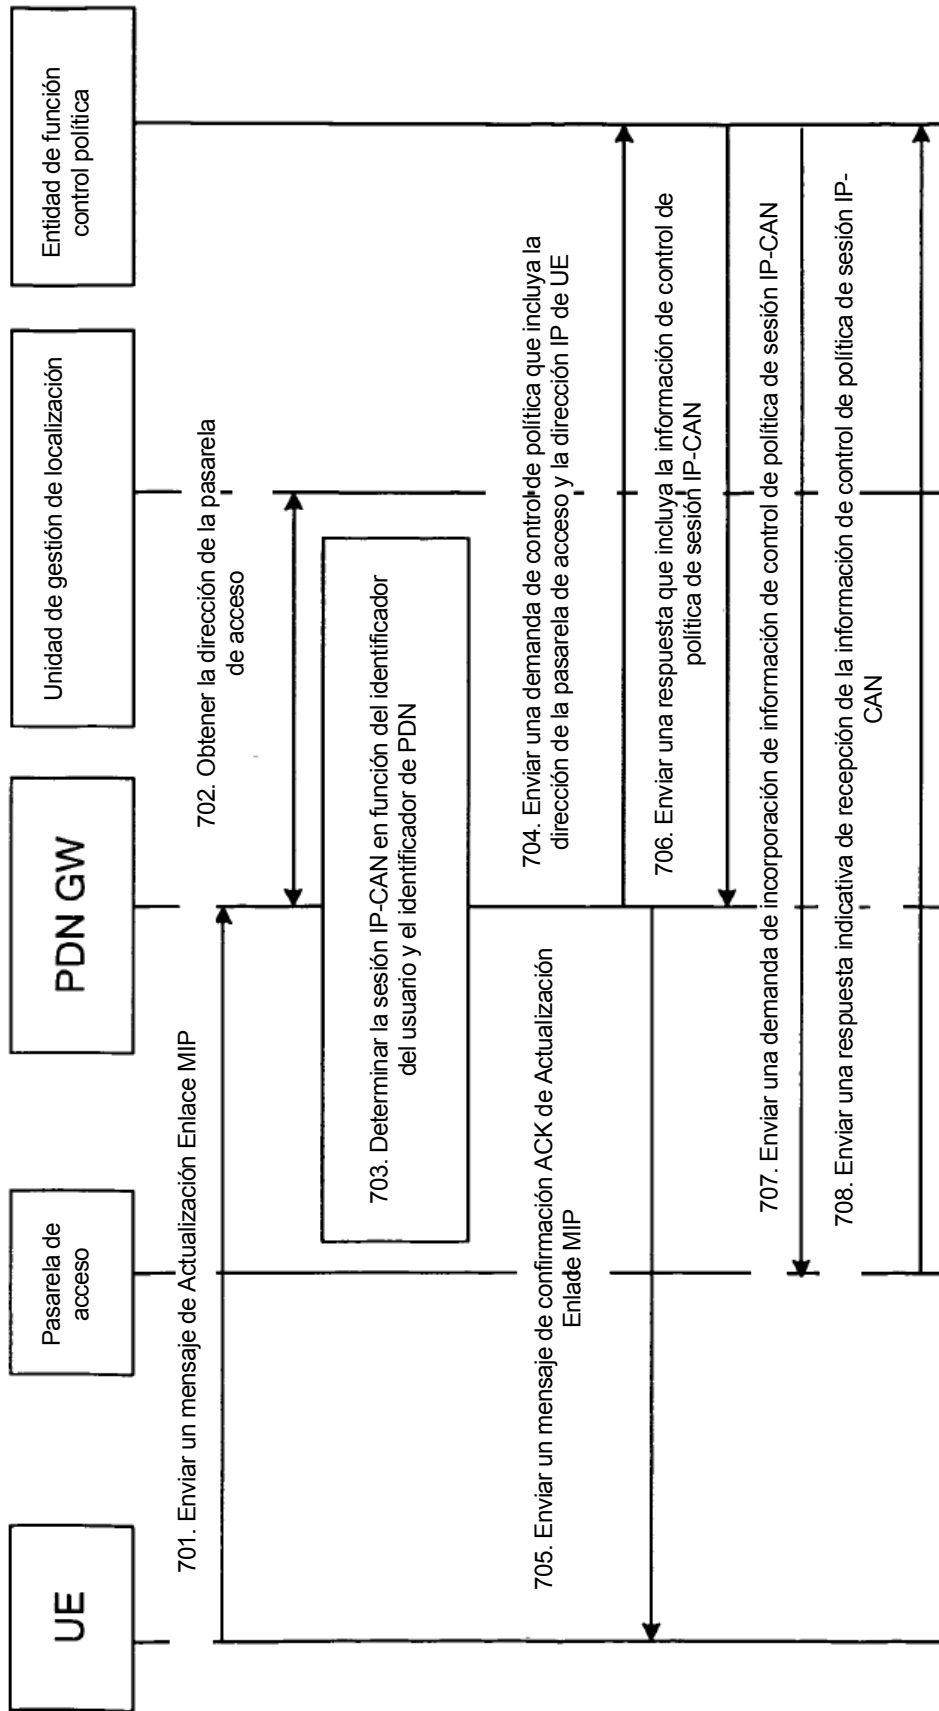 UE
Pasarela de
acceso
PDN GW
Unidad de gestión de localización
Entidad de función
control política
701. Enviar un mensaje de Actualización Enlace MIP
702. Obtener la dirección de la pasarela
de acceso
703. Determinar la sesión IP-CAN en función del identificador
del usuario y el identificador de PDN
704. Enviar una demanda de control de política que incluya la
dirección de la pasarela de acceso y la dirección IP de UE
705. Enviar un mensaje de confirmación ACK de Actualización
Enlace MIP
706. Enviar una respuesta que incluya la información de control de
política de sesión IP-CAN
707. Enviar una demanda de incorporación de información de control de política de sesión IP-CAN
708. Enviar una respuesta indicativa de recepción de la información de control de política de sesión IP-
CAN